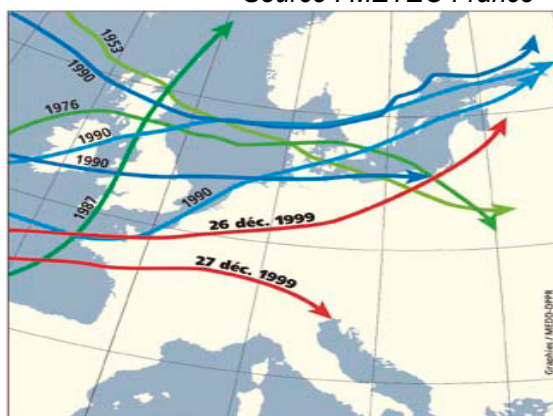 Source : METEO France
1953
1990
1976
1990
1990
1987
1990
26 déc. 1999
27 déc. 1999
Graphies / MEDD-DPPR